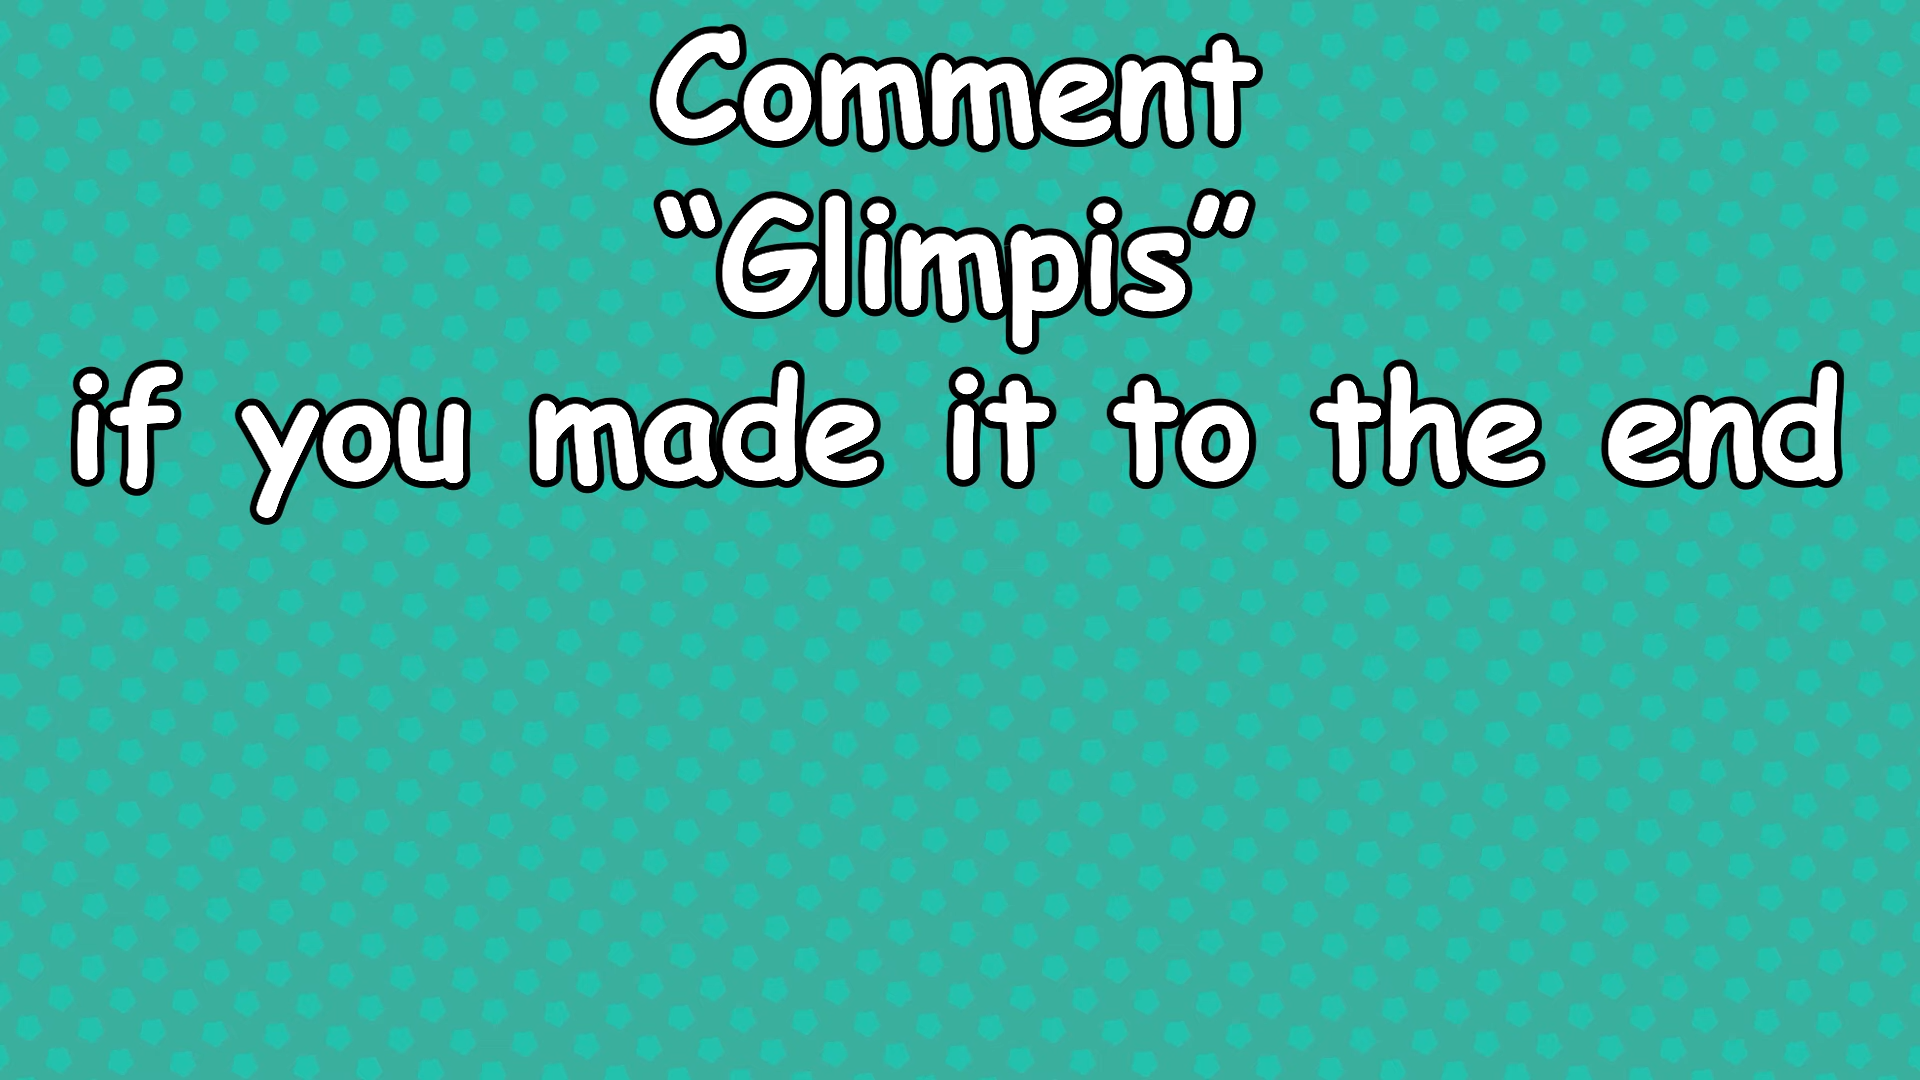 Comment
“Glimpis”
if you made it to the end